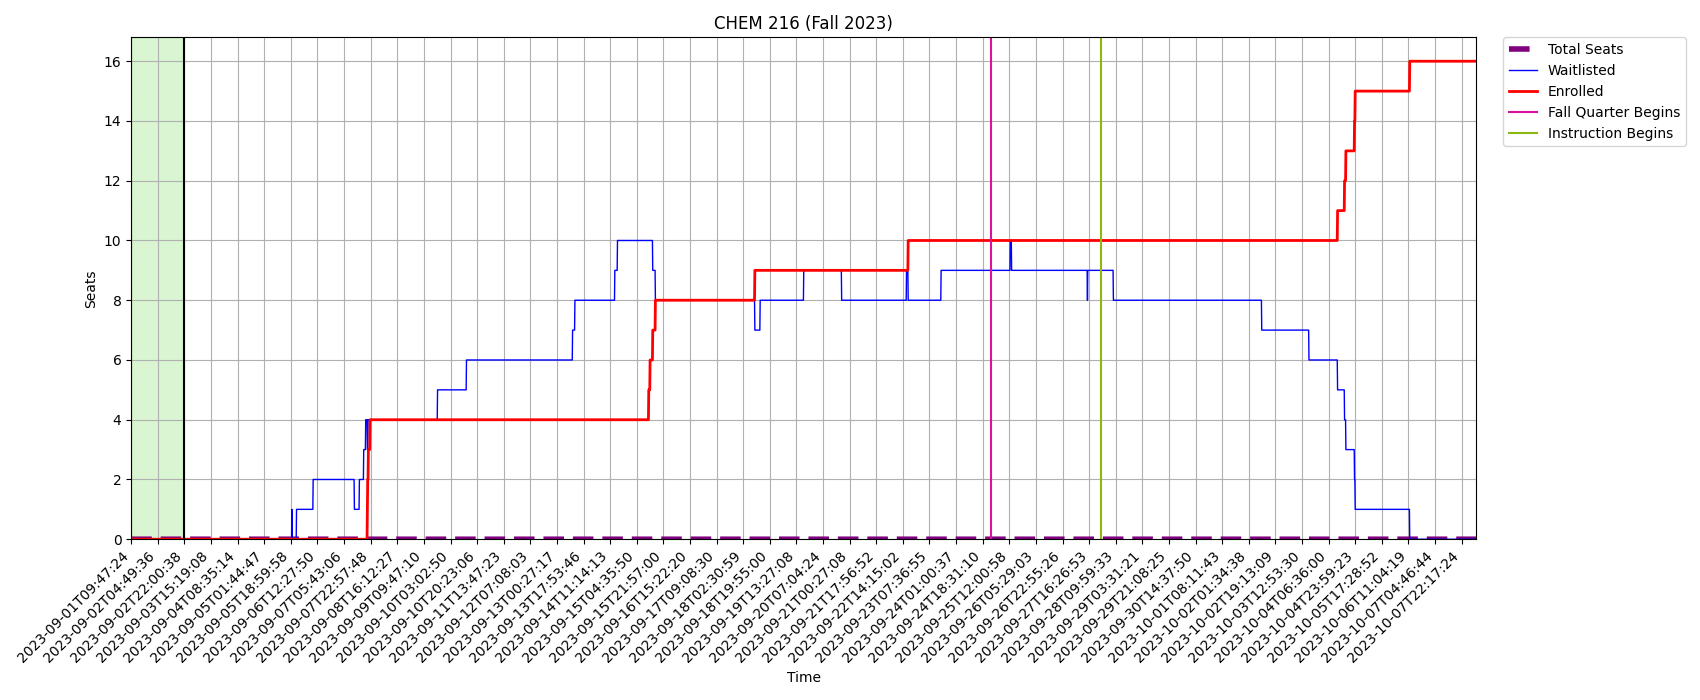 CHEM 216 (Fall 2023)
Total Seats
Waitlisted
Enrolled
Fall Quarter Begins
Instruction Begins
Seats
16
14
12
10
8
6
4
2
0
2023-09-01T09:47:24
2023-09-02T04:49:36
2023-09-02T22:00:38
2023-09-03T15:19:08
2023-09-04T08:35:14
2023-09-05T01:44:47
2023-09-05T18:59:58
2023-09-06T12:27:50
2023-09-07T05:43:06
2023-09-07T22:57:48
2023-09-08T16:12:27
2023-09-09T09:47:10
2023-09-10T03:02:50
2023-09-10T20:23:06
2023-09-11T13:47:23
2023-09-12T07:08:03
2023-09-13T00:27:17
2023-09-13T17:53:46
2023-09-14T11:14:13
2023-09-15T04:35:50
2023-09-15T21:57:00
2023-09-16T15:22:20
2023-09-17T09:08:30
2023-09-18T02:30:59
2023-09-18T19:55:00
2023-09-19T13:27:08
2023-09-20T07:04:24
2023-09-21T00:27:08
2023-09-21T17:56:52
2023-09-22T14:15:02
2023-09-23T07:36:55
2023-09-24T01:00:37
2023-09-24T18:31:10
2023-09-25T12:00:58
2023-09-26T05:29:03
2023-09-26T22:55:26
2023-09-27T16:26:53
2023-09-28T09:59:33
2023-09-29T03:31:21
2023-09-29T21:08:25
2023-09-30T14:37:50
2023-10-01T08:11:43
2023-10-02T01:34:38
2023-10-02T19:13:09
2023-10-03T12:53:30
2023-10-04T06:36:00
2023-10-04T23:59:23
2023-10-05T17:28:52
2023-10-06T11:04:19
2023-10-07T04:46:44
2023-10-07T22:17:24
Time